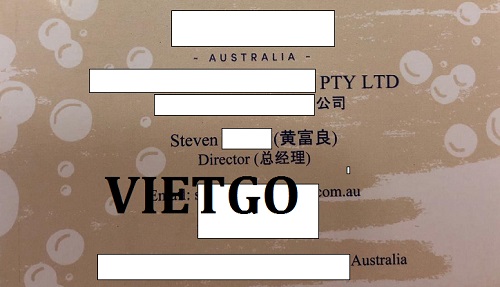 - AUSTRALIA -
PTY LTD
公司
Steven (黄富良)
Director (总经理)
Email: s com.au
VIETGO
Australia